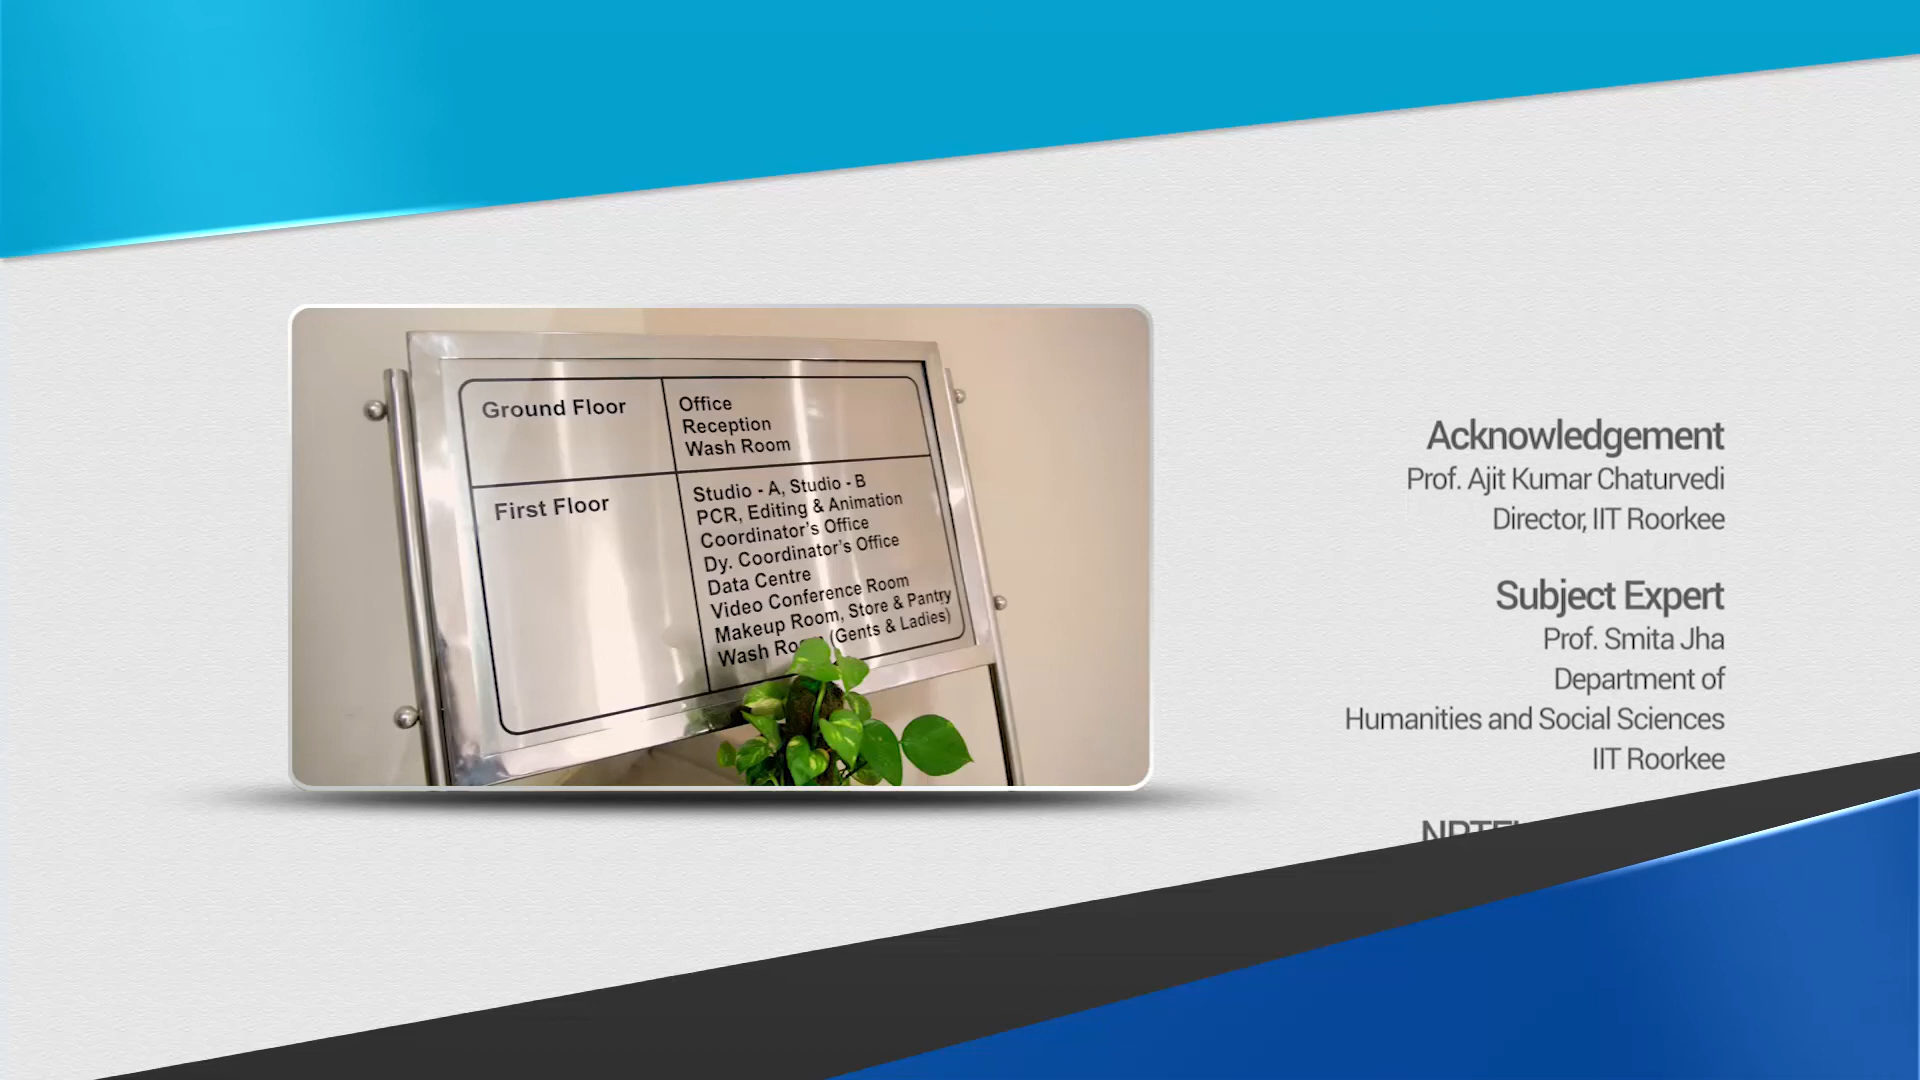 Ground Floor
Office
Reception
Wash Room
First Floor
Studio - A, Studio - B
PCR, Editing & Animation
Coordinator's Office
Dy. Coordinator's Office
Data Centre
Video Conference Room
Makeup Room, Store & Pantry
Wash (Gents & Ladies)
Acknowledgement
Prof. Ajit Kumar Chaturvedi
Director, IIT Roorkee
Subject Expert
Prof. Smita Jha
Department of
Humanities and Social Sciences
IIT Roorkee